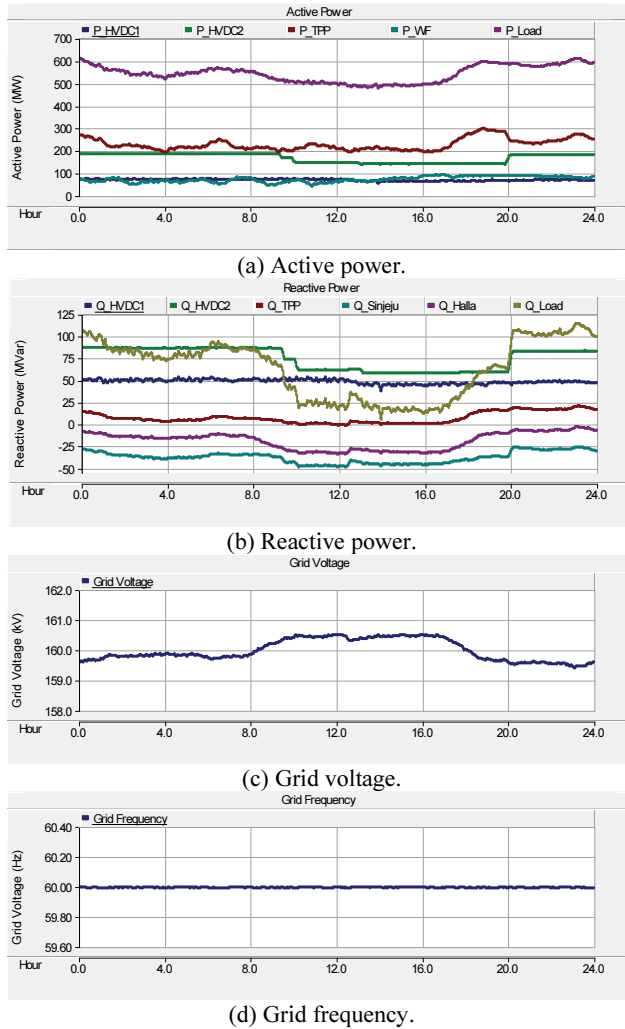 Active Power
P_HVDC1 P_HVDC2 P_TPP P_WF P_Load
Active Power (MW)
700
600
500
400
300
200
100
0
Hour 0.0 4.0 8.0 12.0 16.0 20.0 24.0
(a) Active power.
Reactive Power
Q_HVDC1 Q_HVDC2 Q_TPP Q_Sinjeju Q_Halla Q_Load
Reactive Power (MVar)
125
100
75
50
25
0
-25
-50
Hour 0.0 4.0 8.0 12.0 16.0 20.0 24.0
(b) Reactive power.
Grid Voltage
Grid Voltage
Grid Voltage (kV)
162.0
161.0
160.0
159.0
158.0
Hour 0.0 4.0 8.0 12.0 16.0 20.0 24.0
(c) Grid voltage.
Grid Frequency
Grid Frequency
Grid Voltage (Hz)
60.40
60.20
60.00
59.80
59.60
Hour 0.0 4.0 8.0 12.0 16.0 20.0 24.0
(d) Grid frequency.